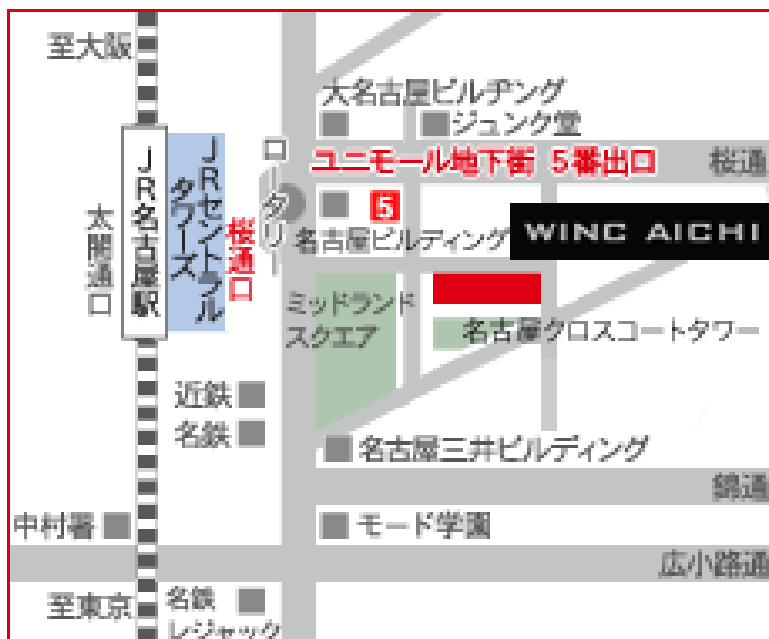 至大阪
大名古屋ビルヂング
ジュンク堂
ユニモール地下街 5番出口
桜通
ロータリー
JRセントラル
タワーズ
JR名古屋駅
太閤通口
桜通口
5
名古屋ビルディング
WINC AICHI
ミッドランド
スクエア
名古屋クロスコートタワー
近鉄
名鉄
名古屋三井ビルディング
錦通
中村署
モード学園
広小路通
至東京
名鉄
レジャック